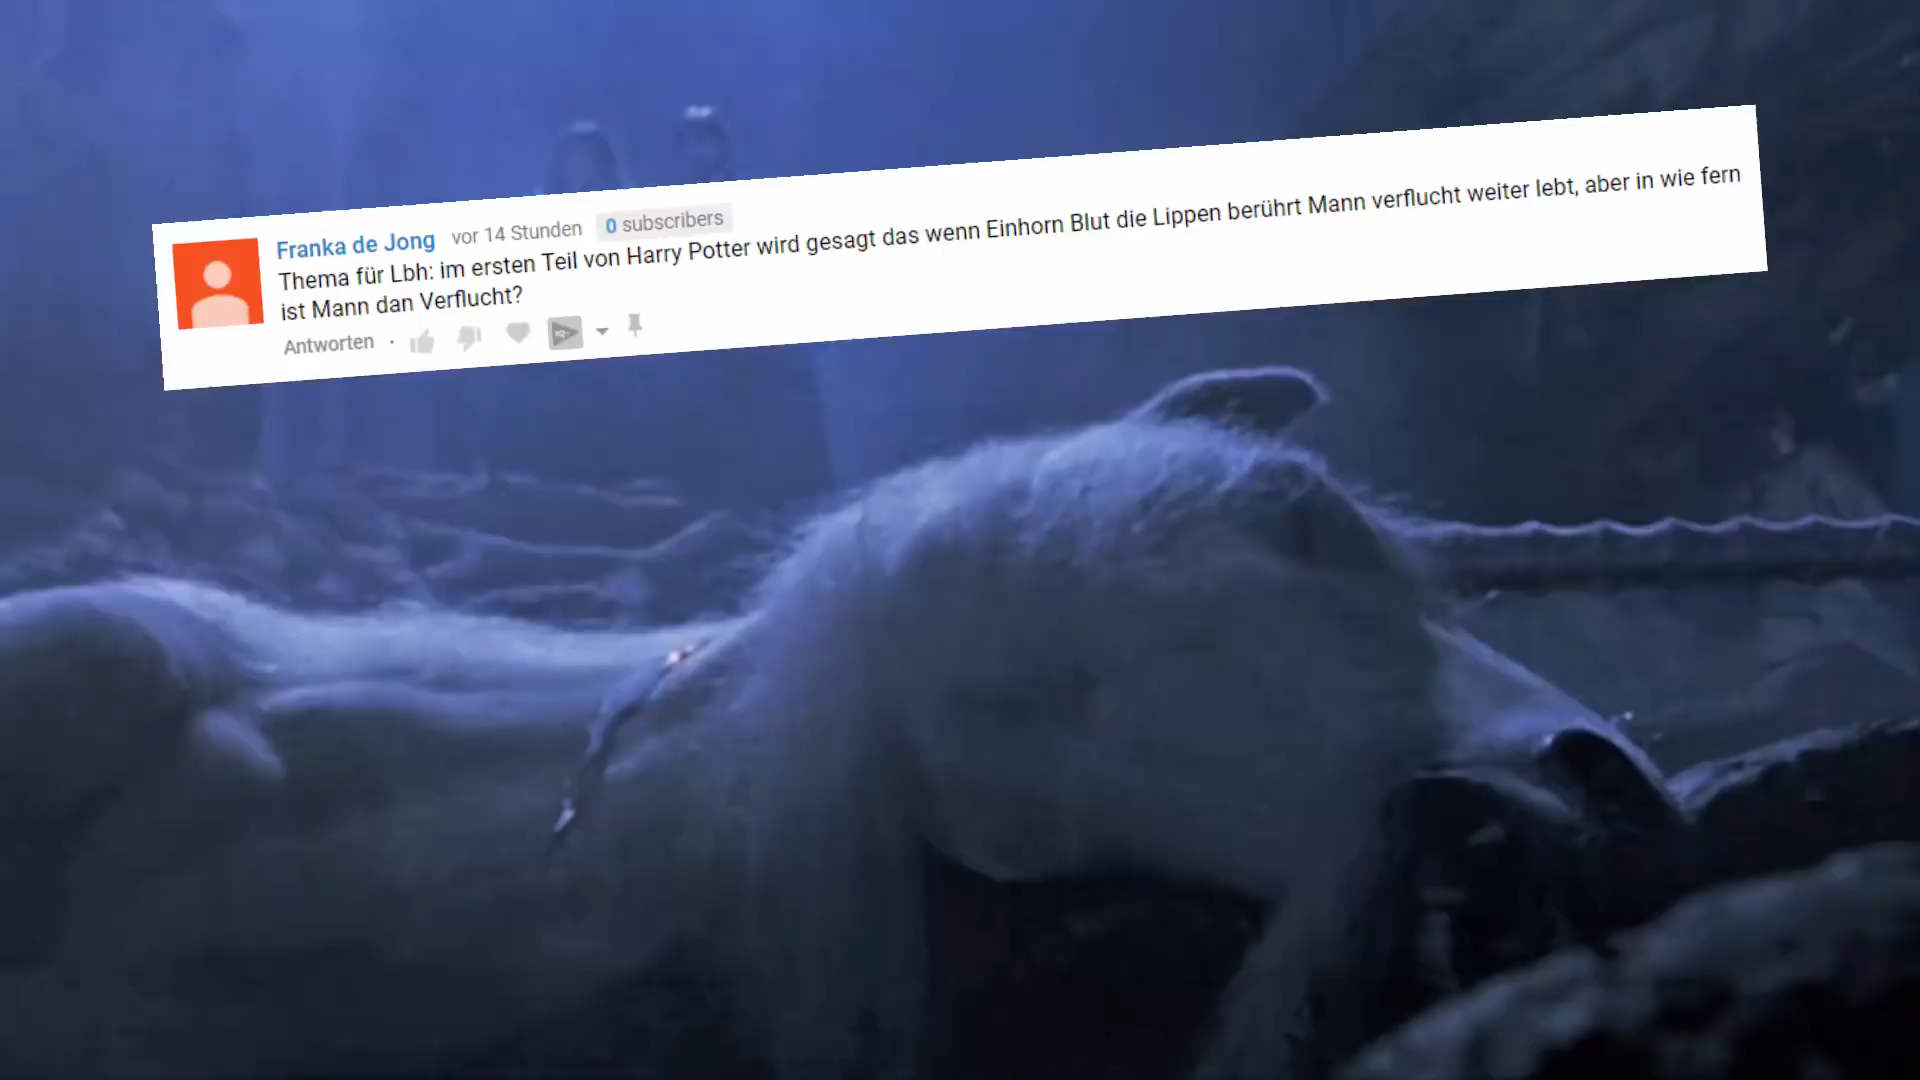 Franka de Jong vor 14 Stunden 0 subscribers
Thema für Lbh: im ersten Teil von Harry Potter wird gesagt das wenn Einhorn Blut die Lippen berührt Mann verflucht weiter lebt, aber in wie fern
ist Mann dan Verflucht?
Antworten ·